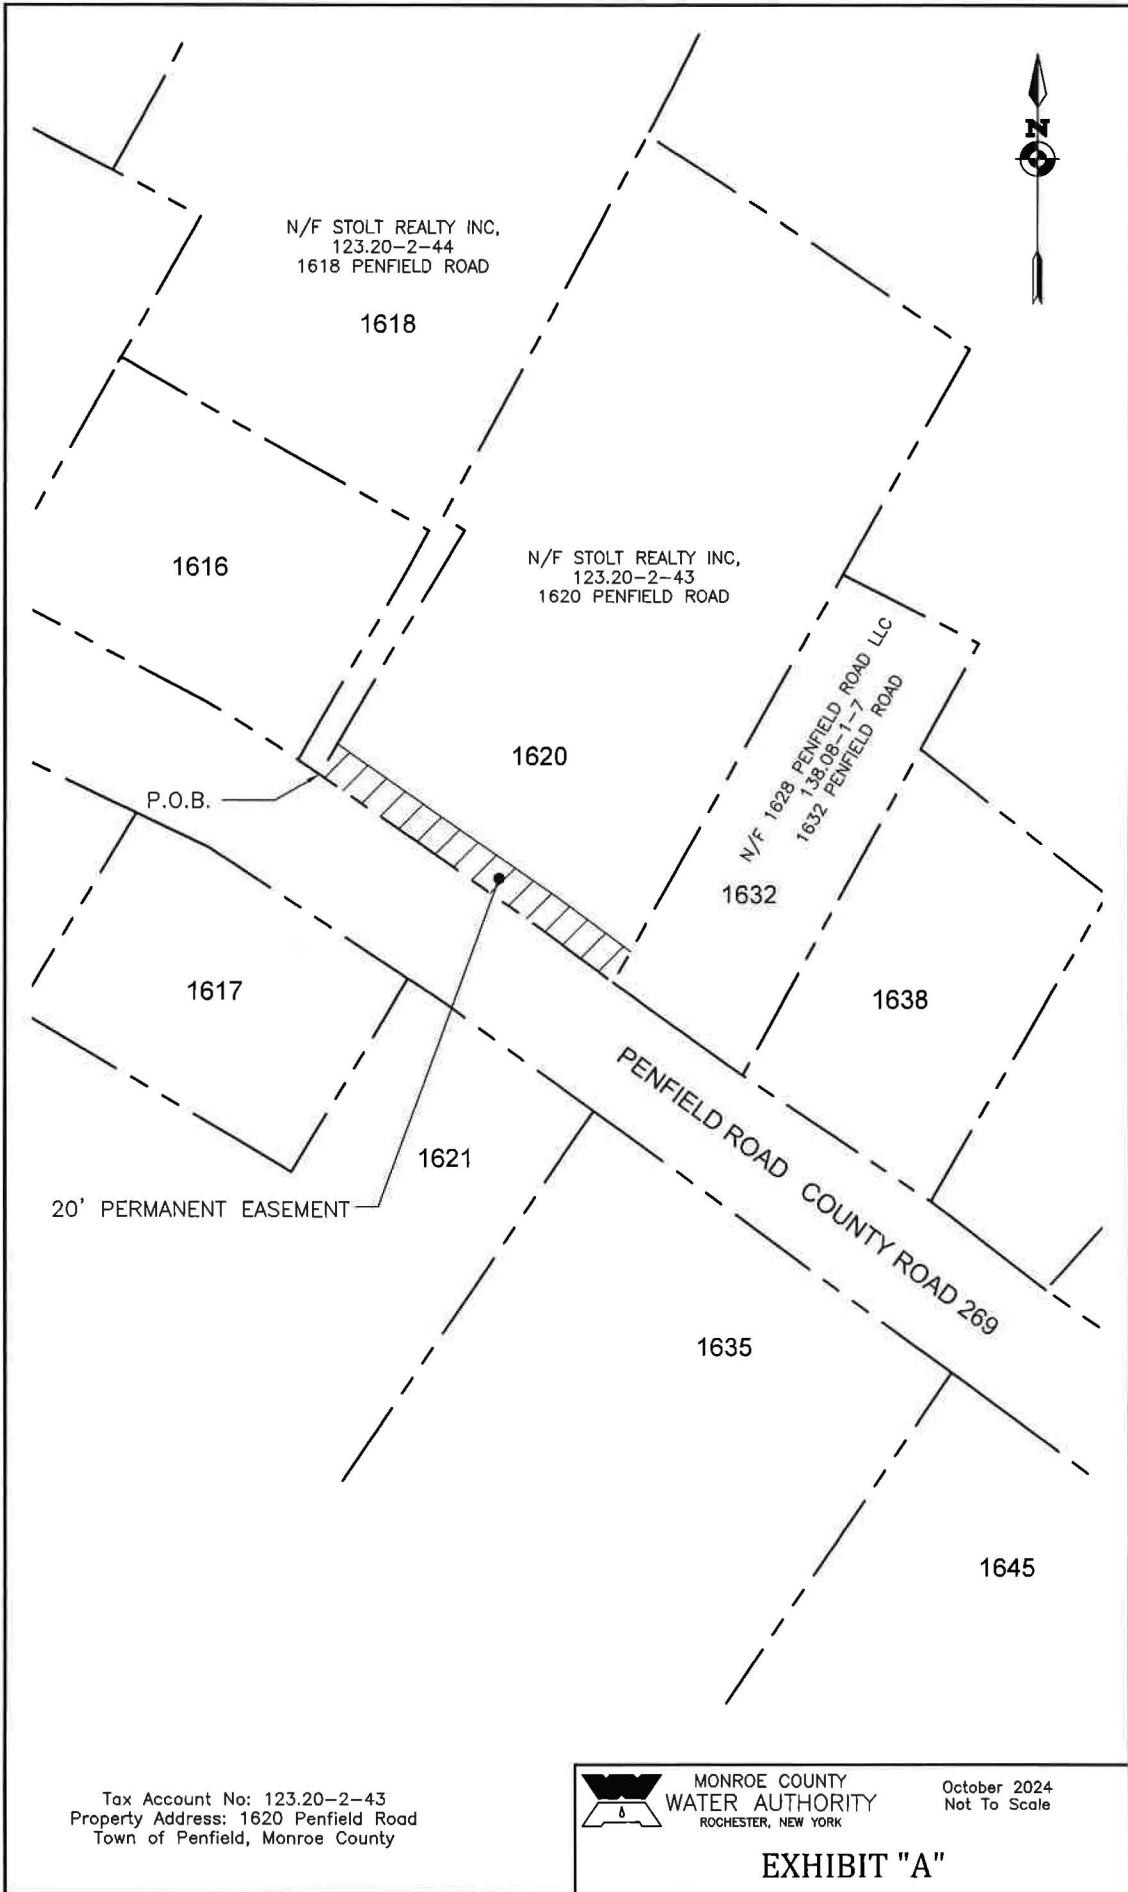 N
N/F STOLT REALTY INC,
123.20-2-44
1618 PENFIELD ROAD
1618
1616
N/F STOLT REALTY INC,
123.20-2-43
1620 PENFIELD ROAD
1620
N/F 1628 PENFIELD ROAD LLC
138.08-1-7
1632 PENFIELD ROAD
1632
P.O.B.
1617
1638
PENFIELD ROAD COUNTY ROAD 269
1621
20' PERMANENT EASEMENT
1635
1645
Tax Account No: 123.20-2-43
Property Address: 1620 Penfield Road
Town of Penfield, Monroe County
MONROE COUNTY
WATER AUTHORITY
ROCHESTER, NEW YORK
October 2024
Not To Scale
EXHIBIT "A"